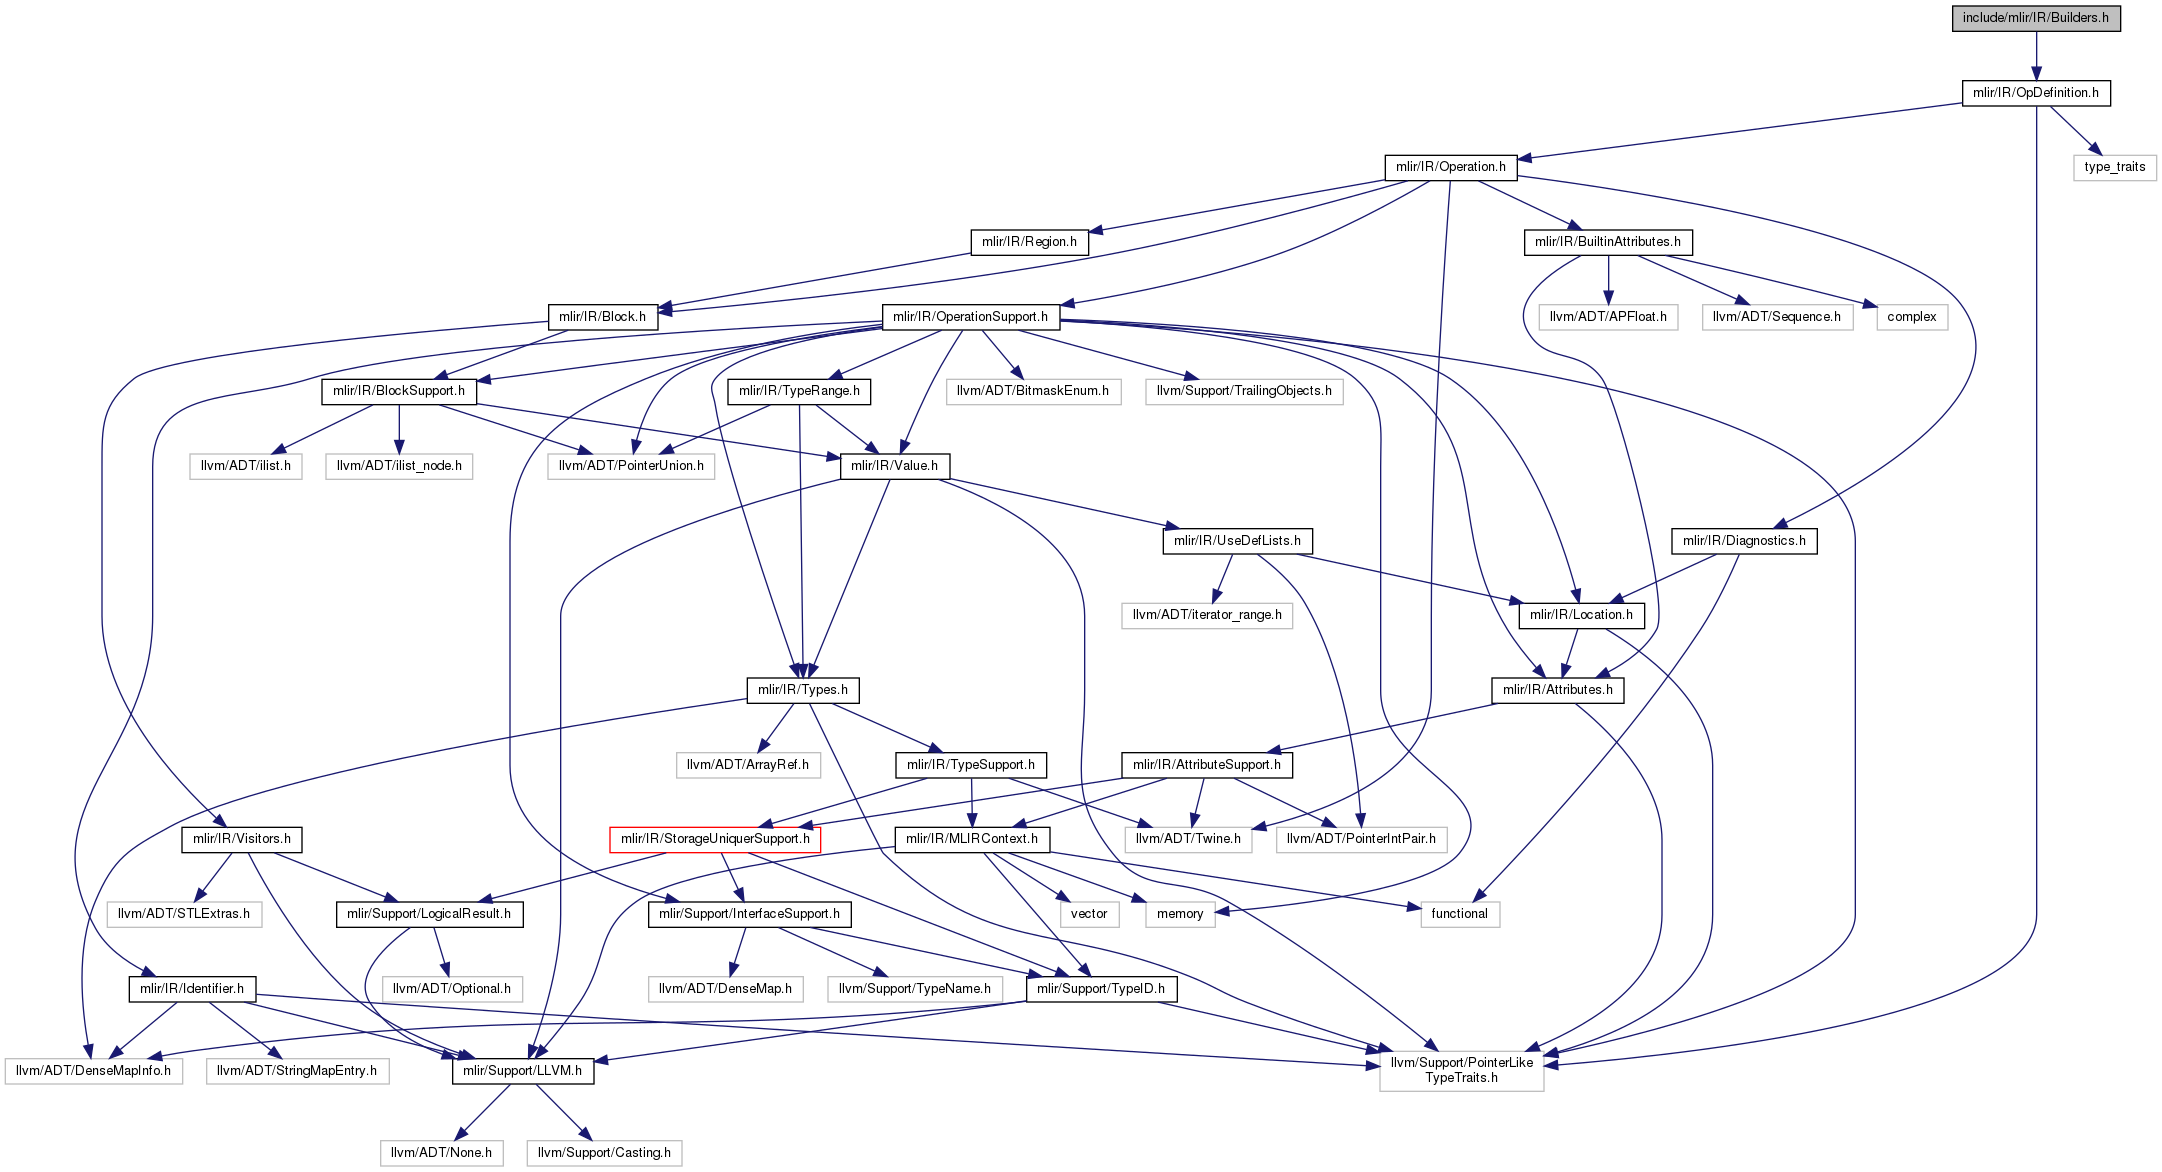 include/mlir/IR/Builders.h
mlir/IR/OpDefinition.h
mlir/IR/Operation.h
type_traits
mlir/IR/Region.h
mlir/IR/BuiltinAttributes.h
mlir/IR/Block.h
mlir/IR/OperationSupport.h
llvm/ADT/APFloat.h
llvm/ADT/Sequence.h
complex
mlir/IR/BlockSupport.h
mlir/IR/TypeRange.h
llvm/ADT/BitmaskEnum.h
llvm/Support/TrailingObjects.h
llvm/ADT/ilist.h
llvm/ADT/ilist_node.h
llvm/ADT/PointerUnion.h
mlir/IR/Value.h
mlir/IR/UseDefLists.h
mlir/IR/Diagnostics.h
llvm/ADT/iterator_range.h
mlir/IR/Location.h
mlir/IR/Types.h
mlir/IR/Attributes.h
llvm/ADT/ArrayRef.h
mlir/IR/TypeSupport.h
mlir/IR/AttributeSupport.h
mlir/IR/Visitors.h
mlir/IR/StorageUniquerSupport.h
mlir/IR/MLIRContext.h
llvm/ADT/Twine.h
llvm/ADT/PointerIntPair.h
llvm/ADT/STLExtras.h
mlir/Support/LogicalResult.h
mlir/Support/InterfaceSupport.h
vector
memory
functional
mlir/IR/Identifier.h
llvm/ADT/Optional.h
llvm/ADT/DenseMap.h
llvm/Support/TypeName.h
mlir/Support/TypeID.h
llvm/ADT/DenseMapInfo.h
llvm/ADT/StringMapEntry.h
mlir/Support/LLVM.h
llvm/Support/PointerLike
TypeTraits.h
llvm/ADT/None.h
llvm/Support/Casting.h